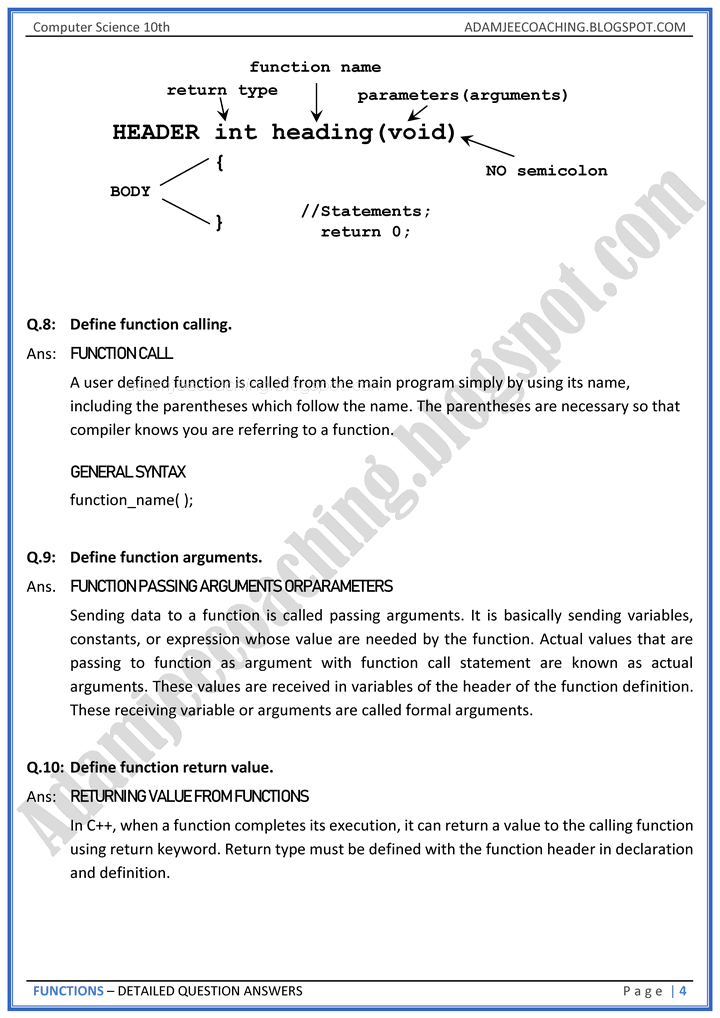 Computer Science 10th ADAMJEECOACHING.BLOGSPOT.COM
function name
return type
parameters(arguments)
HEADER int heading(void)
{
NO semicolon
BODY
//Statements;
}
return 0;
Q.8: Define function calling.
Ans: FUNCTION CALL
A user defined function is called from the main program simply by using its name,
including the parentheses which follow the name. The parentheses are necessary so that
compiler knows you are referring to a function.
GENERAL SYNTAX
function_name( );
Q.9: Define function arguments.
Ans. FUNCTION PASSING ARGUMENTS ORPARAMETERS
Sending data to a function is called passing arguments. It is basically sending variables,
constants, or expression whose value are needed by the function. Actual values that are
passing to function as argument with function call statement are known as actual
arguments. These values are received in variables of the header of the function definition.
These receiving variable or arguments are called formal arguments.
Q.10: Define function return value.
Ans: RETURNING VALUE FROM FUNCTIONS
In C++, when a function completes its execution, it can return a value to the calling function
using return keyword. Return type must be defined with the function header in declaration
and definition.
Adamjeecoaching.blogspot.com
FUNCTIONS – DETAILED QUESTION ANSWERS Page | 4